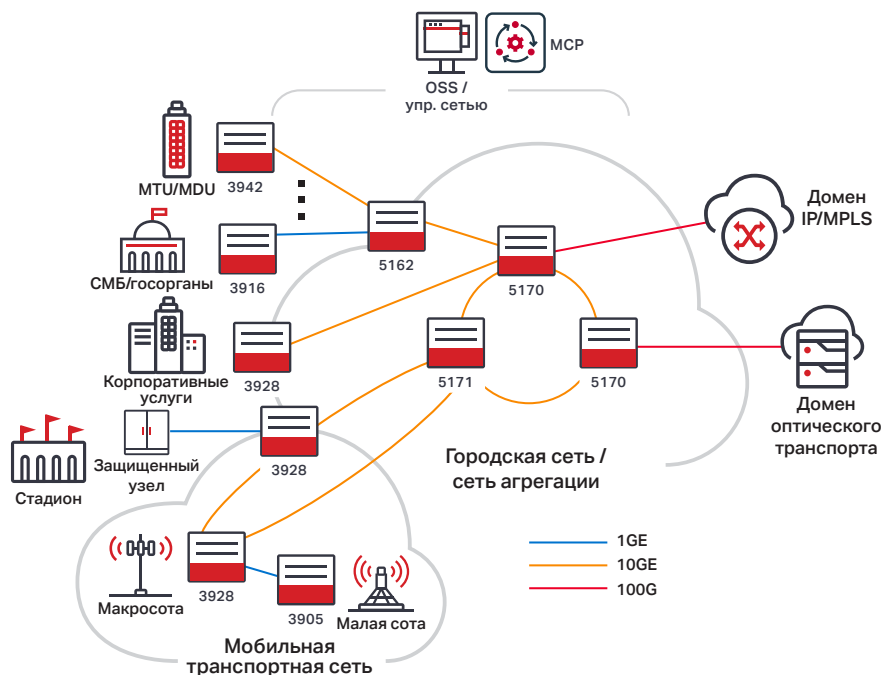 MCP
OSS /
упр. сетью
MTU/MDU
3942
СМБ/госорганы
3916
5162
5170
Домен
IP/MPLS
Корпоративные
услуги
3928
5171
5170
Домен
оптического
транспорта
Стадион
Защищенный
узел
3928
Городская сеть /
сеть агрегации
Макросота
3928
3905
Малая сота
Мобильная
транспортная сеть
1GE
10GE
100G